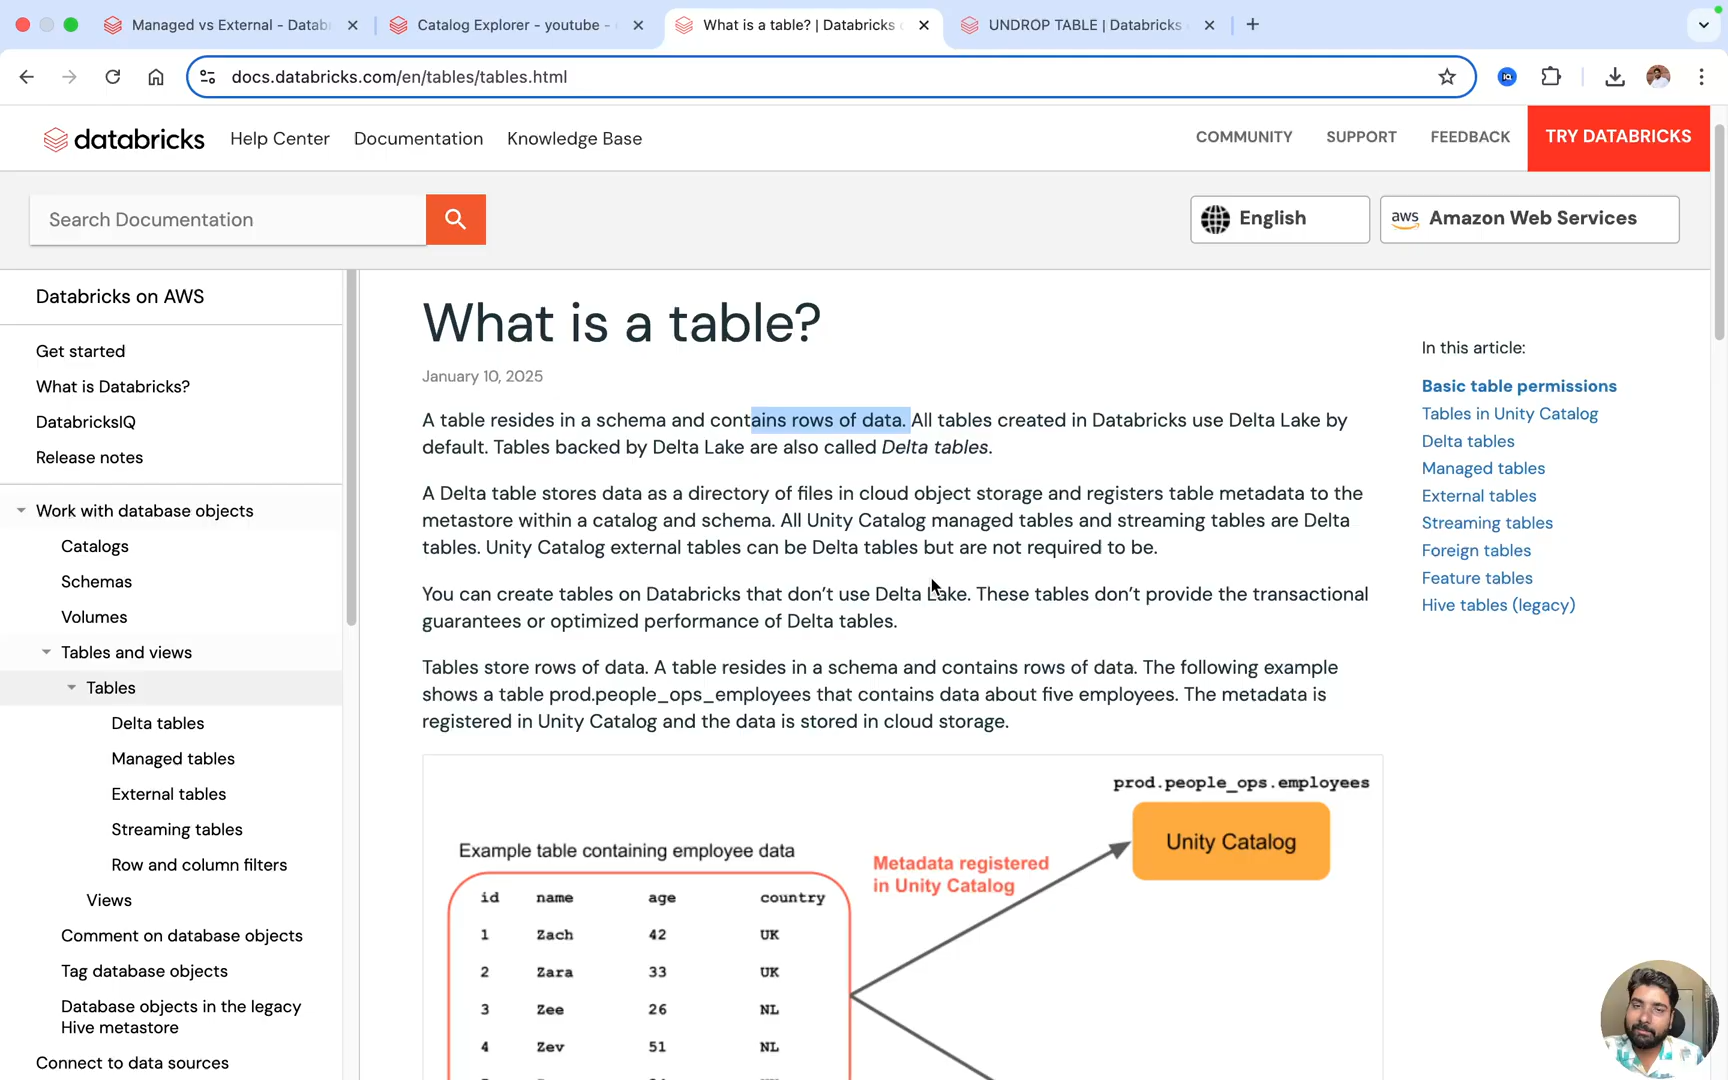 Managed vs External - Datab
Catalog Explorer - youtube -
What is a table? | Databricks
UNDROP TABLE | Databricks
docs.databricks.com/en/tables/tables.html
databricks
Help Center
Documentation
Knowledge Base
COMMUNITY
SUPPORT
FEEDBACK
TRY DATABRICKS
Search Documentation
English
aws
Amazon Web Services
Databricks on AWS
Get started
What is Databricks?
DatabricksIQ
Release notes
Work with database objects
Catalogs
Schemas
Volumes
Tables and views
Tables
Delta tables
Managed tables
External tables
Streaming tables
Row and column filters
Views
Comment on database objects
Tag database objects
Database objects in the legacy
Hive metastore
Connect to data sources
What is a table?
January 10, 2025
A table resides in a schema and contains rows of data. All tables created in Databricks use Delta Lake by
default. Tables backed by Delta Lake are also called Delta tables.
A Delta table stores data as a directory of files in cloud object storage and registers table metadata to the
metastore within a catalog and schema. All Unity Catalog managed tables and streaming tables are Delta
tables. Unity Catalog external tables can be Delta tables but are not required to be.
You can create tables on Databricks that don't use Delta Lake. These tables don't provide the transactional
guarantees or optimized performance of Delta tables.
Tables store rows of data. A table resides in a schema and contains rows of data. The following example
shows a table prod.people_ops_employees that contains data about five employees. The metadata is
registered in Unity Catalog and the data is stored in cloud storage.
prod.people_ops.employees
Unity Catalog
Metadata registered
in Unity Catalog
Example table containing employee data
id name age country
1 Zach 42 UK
2 Zara 33 UK
3 Zee 26 NL
4 Zev 51 NL
In this article:
Basic table permissions
Tables in Unity Catalog
Delta tables
Managed tables
External tables
Streaming tables
Foreign tables
Feature tables
Hive tables (legacy)